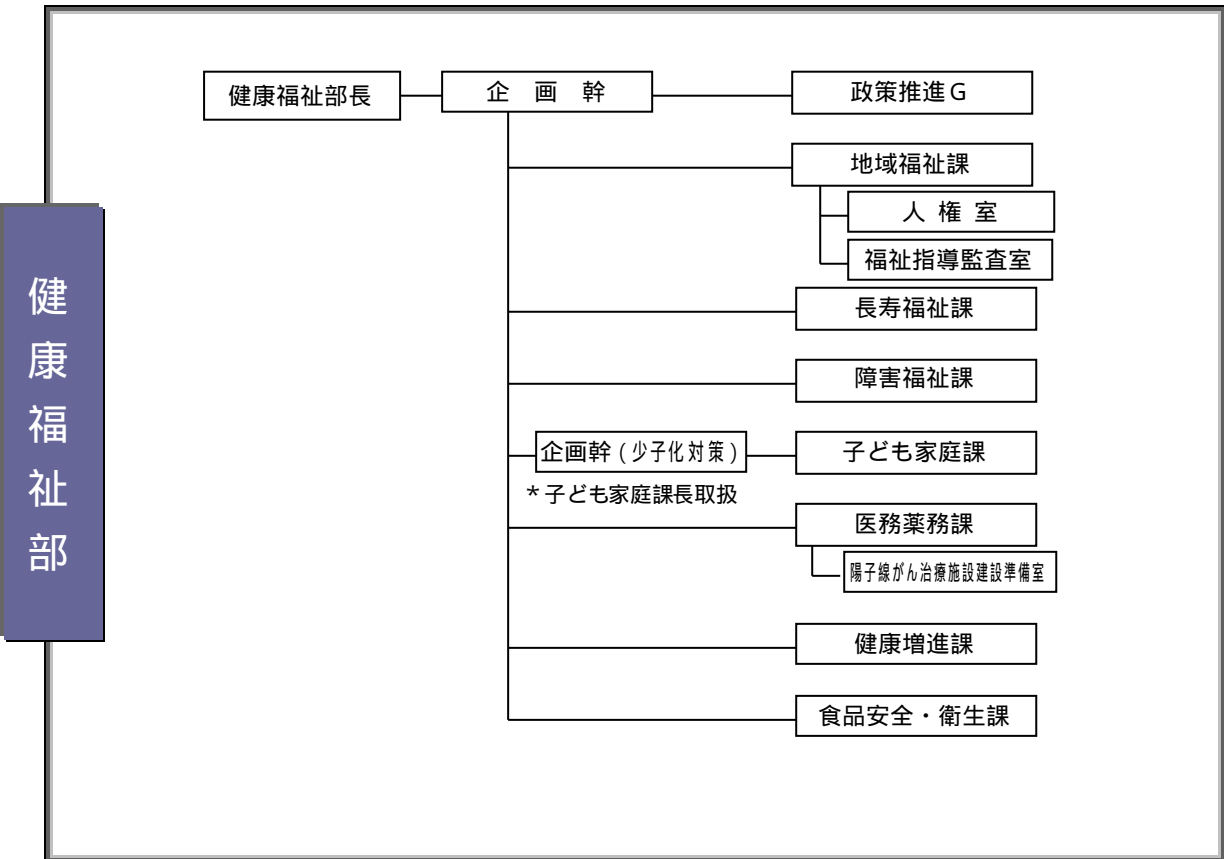 健康福祉部
健康福祉部長
企　画　幹
政策推進Ｇ
地域福祉課
人 権 室
福祉指導監査室
長寿福祉課
障害福祉課
企画幹(少子化対策)
子ども家庭課
*子ども家庭課長取扱
医務薬務課
陽子線がん治療施設建設準備室
健康増進課
食品安全・衛生課